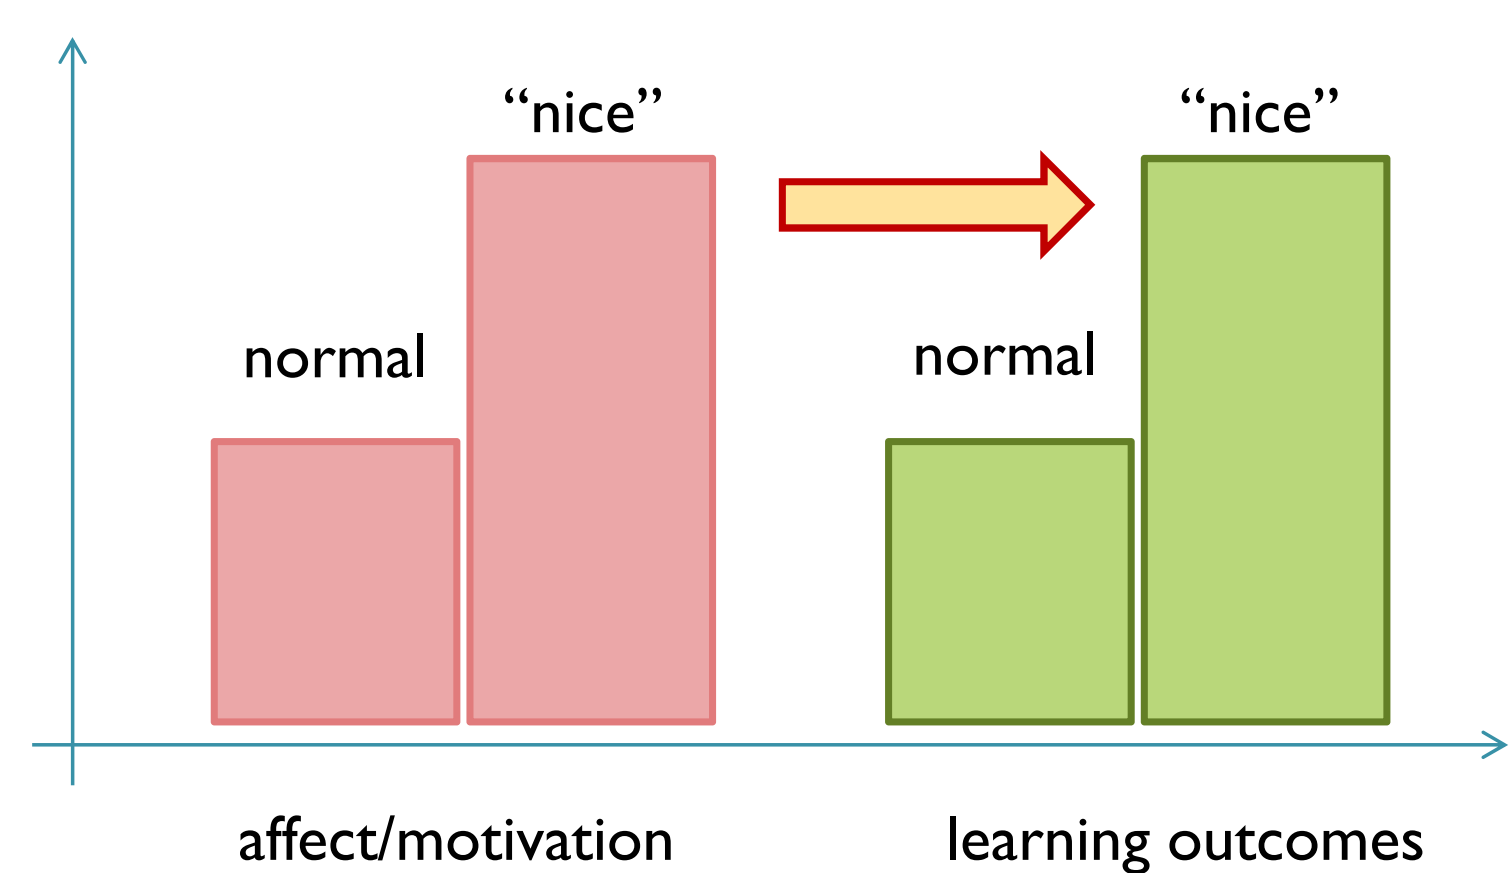 “nice”
“nice”
normal
normal
affect/motivation
learning outcomes